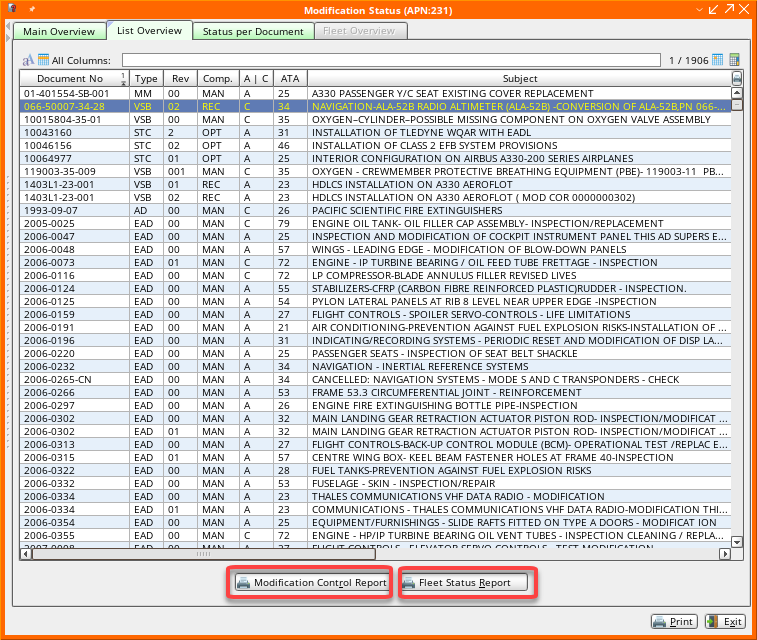 Modification Status (APN:231)
Main Overview List Overview Status per Document Fleet Overview
All Columns: 1 / 1906
Document No Type Rev Comp. A | C ATA Subject
01-401554-SB-001 MM 00 MAN A 25 A330 PASSENGER Y/C SEAT EXISTING COVER REPLACEMENT
066-50007-34-28 VSB 02 REC C 34 NAVIGATION-ALA-52B RADIO ALTIMETER (ALA-52B) -CONVERSION OF ALA-52B,PN 066-...
10015804-35-01 VSB 00 MAN C 35 OXYGEN–CYLINDER–POSSIBLE MISSING COMPONENT ON OXYGEN VALVE ASSEMBLY
10043160 STC 2 OPT A 31 INSTALLATION OF TLEDYNE WQAR WITH EADL
10046156 STC 02 OPT A 46 INSTALLATION OF CLASS 2 EFB SYSTEM PROVISIONS
10064977 STC 01 OPT A 25 INTERIOR CONFIGURATION ON AIRBUS A330-200 SERIES AIRPLANES
119003-35-009 VSB 001 MAN C 35 OXYGEN - CREWMEMBER PROTECTIVE BREATHING EQUIPMENT (PBE)- 119003-11 PB...
1403L1-23-001 VSB 01 REC A 23 HDLCS INSTALLATION ON A330 AEROFLOT
1403L1-23-001 VSB 02 REC A 23 HDLCS INSTALLATION ON A330 AEROFLOT ( MOD COR 0000000302)
1993-09-07 AD 00 MAN C 26 PACIFIC SCIENTIFIC FIRE EXTINGUISHERS
2005-0025 EAD 00 MAN C 79 ENGINE OIL TANK- OIL FILLER CAP ASSEMBLY- INSPECTION/REPLACEMENT
2006-0047 EAD 00 MAN A 25 INSPECTION AND MODIFICATION OF COCKPIT INSTRUMENT PANEL THIS AD SUPERS E...
2006-0048 EAD 00 MAN A 57 WINGS - LEADING EDGE - MODIFICATION OF BLOW-DOWN PANELS
2006-0073 EAD 01 MAN C 72 ENGINE - IP TURBINE BEARING / OIL FEED TUBE FRETTAGE - INSPECTION
2006-0116 EAD 00 MAN C 72 LP COMPRESSOR-BLADE ANNULUS FILLER REVISED LIVES
2006-0124 EAD 00 MAN A 55 STABILIZERS-CFRP (CARBON FIBRE REINFORCED PLASTIC)RUDDER - INSPECTION.
2006-0125 EAD 00 MAN A 54 PYLON LATERAL PANELS AT RIB 8 LEVEL NEAR UPPER EDGE -INSPECTION
2006-0159 EAD 00 MAN A 27 FLIGHT CONTROLS - SPOILER SERVO-CONTROLS - LIFE LIMITATIONS
2006-0191 EAD 00 MAN A 21 AIR CONDITIONING-PREVENTION AGAINST FUEL EXPLOSION RISKS-INSTALLATION OF ...
2006-0196 EAD 00 MAN A 31 INDICATING/RECORDING SYSTEMS - PERIODIC RESET AND MODIFICATION OF DISP LA...
2006-0220 EAD 00 MAN A 25 PASSENGER SEATS - INSPECTION OF SEAT BELT SHACKLE
2006-0232 EAD 00 MAN A 34 NAVIGATION - INERTIAL REFERENCE SYSTEMS
2006-0265-CN EAD 00 MAN A 34 CANCELLED: NAVIGATION SYSTEMS - MODE S AND C TRANSPONDERS - CHECK
2006-0266 EAD 00 MAN A 53 FRAME 53.3 CIRCUMFERENTIAL JOINT - REINFORCEMENT
2006-0297 EAD 00 MAN A 26 ENGINE FIRE EXTINGUISHING BOTTLE PIPE-INSPECTION
2006-0302 EAD 00 MAN A 32 MAIN LANDING GEAR RETRACTION ACTUATOR PISTON ROD- INSPECTION/MODIFICAT ...
2006-0302 EAD 01 MAN A 32 MAIN LANDING GEAR RETRACTION ACTUATOR PISTON ROD- INSPECTION/MODIFICAT ...
2006-0313 EAD 00 MAN A 27 FLIGHT CONTROLS-BACK-UP CONTROL MODULE (BCM)- OPERATIONAL TEST /REPLAC E...
2006-0315 EAD 01 MAN A 57 CENTRE WING BOX- KEEL BEAM FASTENER HOLES AT FRAME 40-INSPECTION
2006-0322 EAD 00 MAN A 28 FUEL TANKS-PREVENTION AGAINST FUEL EXPLOSION RISKS
2006-0332 EAD 00 MAN A 53 FUSELAGE - SKIN - INSPECTION/REPAIR
2006-0334 EAD 00 MAN A 23 THALES COMMUNICATIONS VHF DATA RADIO - MODIFICATION
2006-0334 EAD 01 MAN A 23 COMMUNICATIONS - THALES COMMUNICATIONS VHF DATA RADIO-MODIFICATION THI...
2006-0354 EAD 00 MAN A 25 EQUIPMENT/FURNISHINGS - SLIDE RAFTS FITTED ON TYPE A DOORS - MODIFICAT ION
2006-0355 EAD 00 MAN C 72 ENGINE - HP/IP TURBINE BEARING OIL VENT TUBES - INSPECTION CLEANING / REPLA...
2007-0008 EAD 00 MAN A 27 FLIGHT CONTROLS - ELEVATOR SERVO CONTROLS - TEST MODIFICATION
Modification Control Report Fleet Status Report
Print Exit